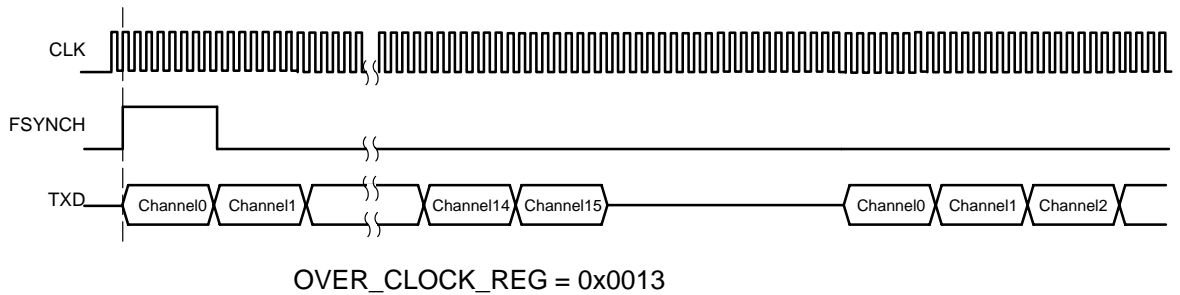 CLK
FSYNCH
TXD Channel0 Channel1 Channel14 Channel15 Channel0 Channel1 Channel2
OVER_CLOCK_REG = 0x0013